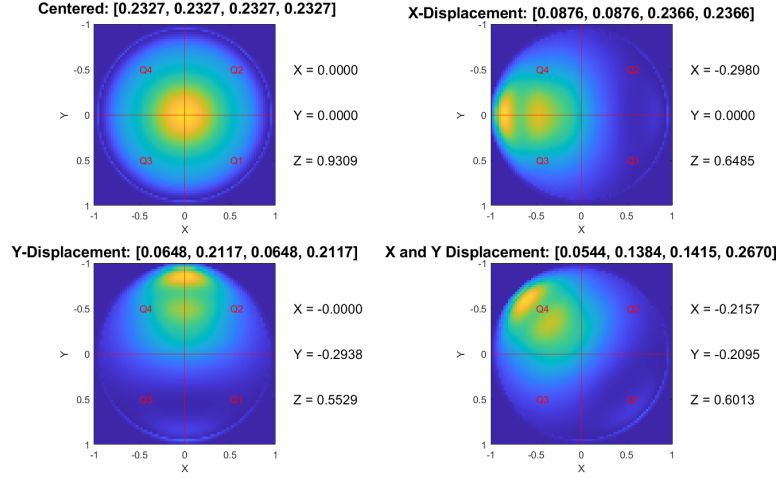 Centered: [0.2327, 0.2327, 0.2327, 0.2327]
-1
-0.5
0
0.5
1
Y
Q4
Q2
Q3
Q1
-1 -0.5 0 0.5 1
X
X = 0.0000
Y = 0.0000
Z = 0.9309
X-Displacement: [0.0876, 0.0876, 0.2366, 0.2366]
-1
-0.5
0
0.5
1
Y
Q4
Q2
Q3
Q1
-1 -0.5 0 0.5 1
X
X = -0.2980
Y = 0.0000
Z = 0.6485
Y-Displacement: [0.0648, 0.2117, 0.0648, 0.2117]
-1
-0.5
0
0.5
1
Y
Q4
Q2
Q3
Q1
-1 -0.5 0 0.5 1
X
X = -0.0000
Y = -0.2938
Z = 0.5529
X and Y Displacement: [0.0544, 0.1384, 0.1415, 0.2670]
-1
-0.5
0
0.5
1
Y
Q4
Q2
Q3
Q1
-1 -0.5 0 0.5 1
X
X = -0.2157
Y = -0.2095
Z = 0.6013